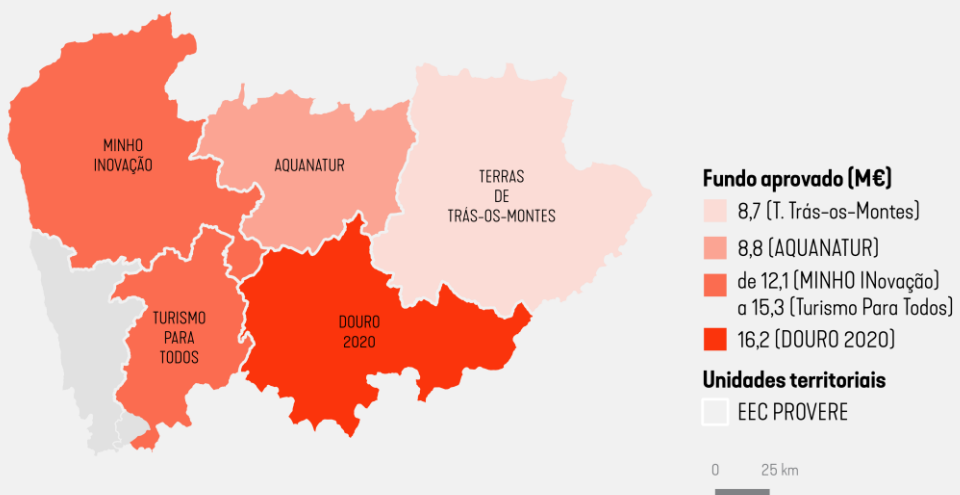 MINHO
INOVAÇÃO
AQUANATUR
TERRAS
DE
TRÁS-OS-MONTES
TURISMO
PARA
TODOS
DOURO
2020
Fundo aprovado (M€)
8,7 (T. Trás-os-Montes)
8,8 (AQUANATUR)
de 12,1 (MINHO INovação)
a 15,3 (Turismo Para Todos)
16,2 (DOURO 2020)
Unidades territoriais
EEC PROVERE
0 25 km